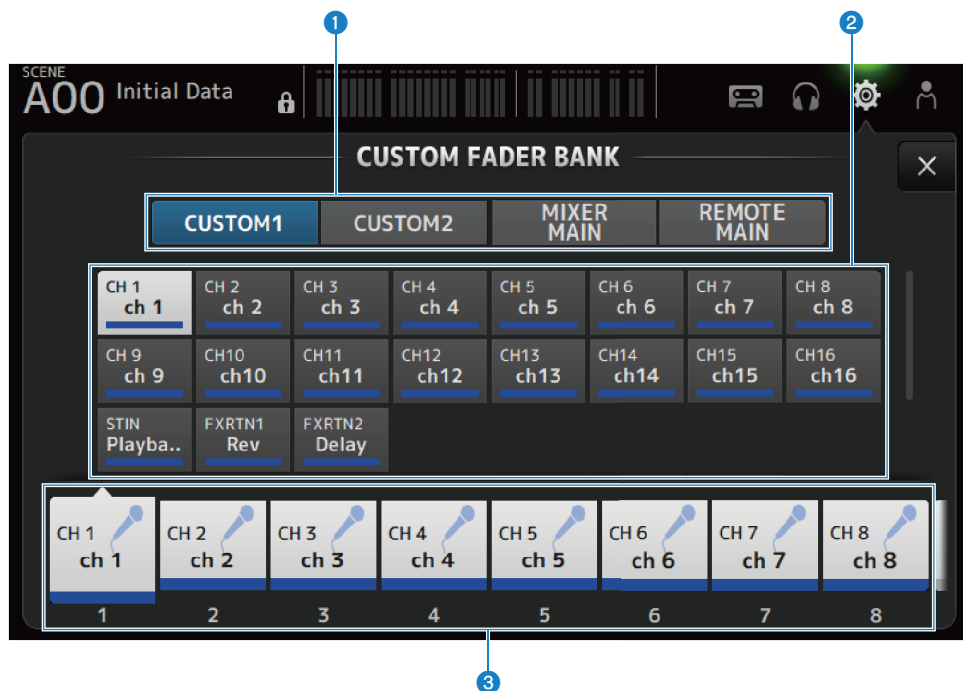 1
2
SCENE
A00 Initial Data
CUSTOM FADER BANK
CUSTOM1
CUSTOM2
MIXER
MAIN
REMOTE
MAIN
CH 1
ch 1
CH 2
ch 2
CH 3
ch 3
CH 4
ch 4
CH 5
ch 5
CH 6
ch 6
CH 7
ch 7
CH 8
ch 8
CH 9
ch 9
CH10
ch10
CH11
ch11
CH12
ch12
CH13
ch13
CH14
ch14
CH15
ch15
CH16
ch16
STIN
Playba..
FXRTN1
Rev
FXRTN2
Delay
CH 1
ch 1
CH 2
ch 2
CH 3
ch 3
CH 4
ch 4
CH 5
ch 5
CH 6
ch 6
CH 7
ch 7
CH 8
ch 8
1 2 3 4 5 6 7 8
3